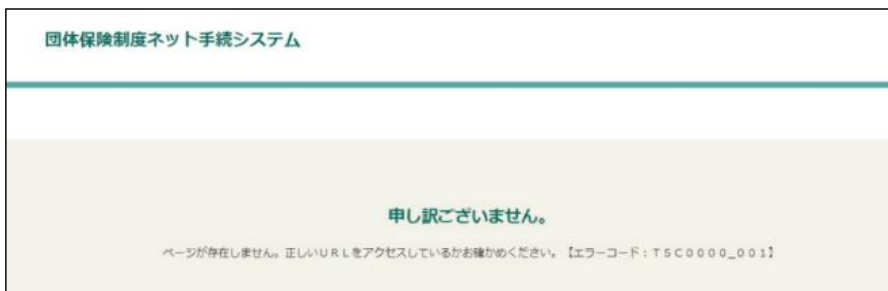 団体保険制度ネット手続システム
申し訳ございません。
ページが存在しません。正しいＵＲＬをアクセスしているかお確かめください。【エラーコード：ＴＳＣ００００_００１】